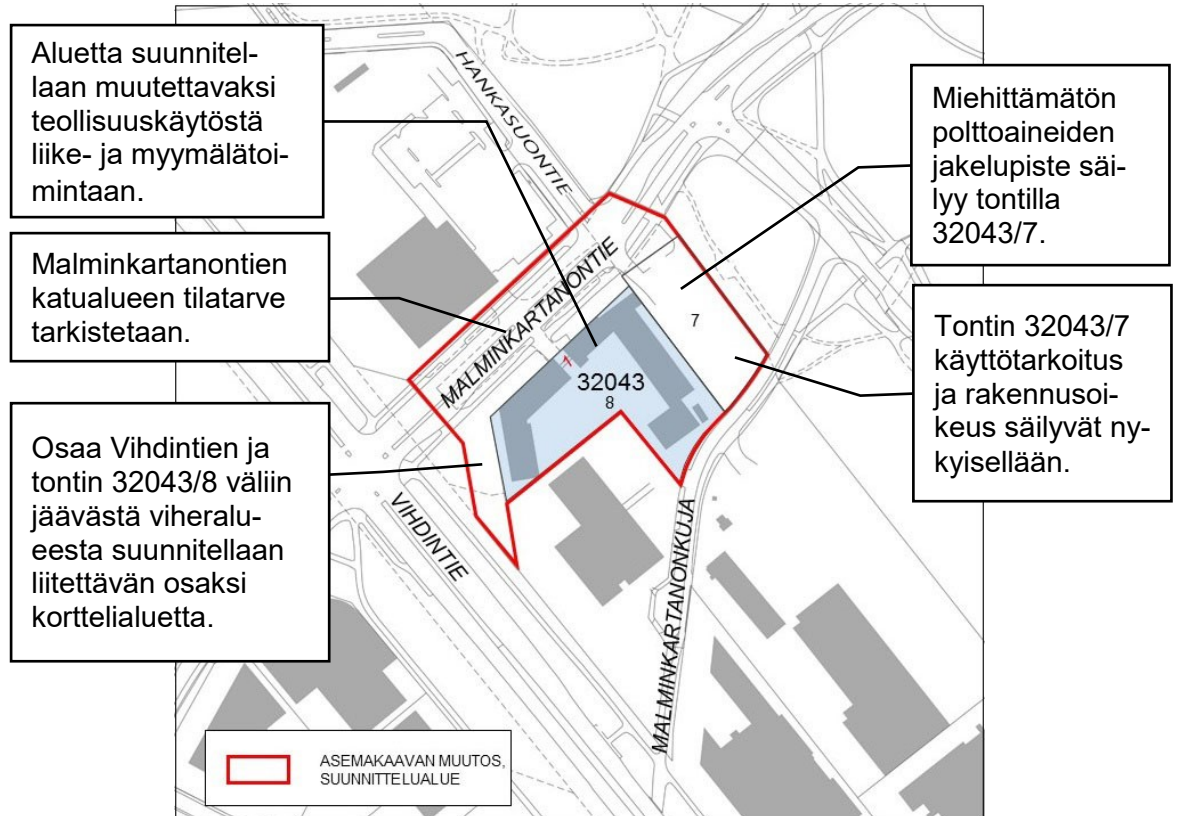 Aluetta suunnitel-
laan muutettavaksi
teollisuuskäytöstä
liike- ja myymälätoi-
mintaan.
Malminkartanontien
katualueen tilatarve
tarkistetaan.
Osaa Vihdintien ja
tontin 32043/8 väliin
jäävästä viheralu-
eesta suunnitellaan
liitettävän osaksi
korttelialuetta.
HANKASUONTIE
MALMINKARTANONTIE
7
32043
8
VIHDINTIE
MALMINKARTANONKUJA
Miehittämätön
polttoaineiden
jakelupiste säi-
lyy tontilla
32043/7.
Tontin 32043/7
käyttötarkoitus
ja rakennusoi-
keus säilyvät ny-
kyisellään.
ASEMAKAAVAN MUUTOS,
SUUNNITTELUALUE